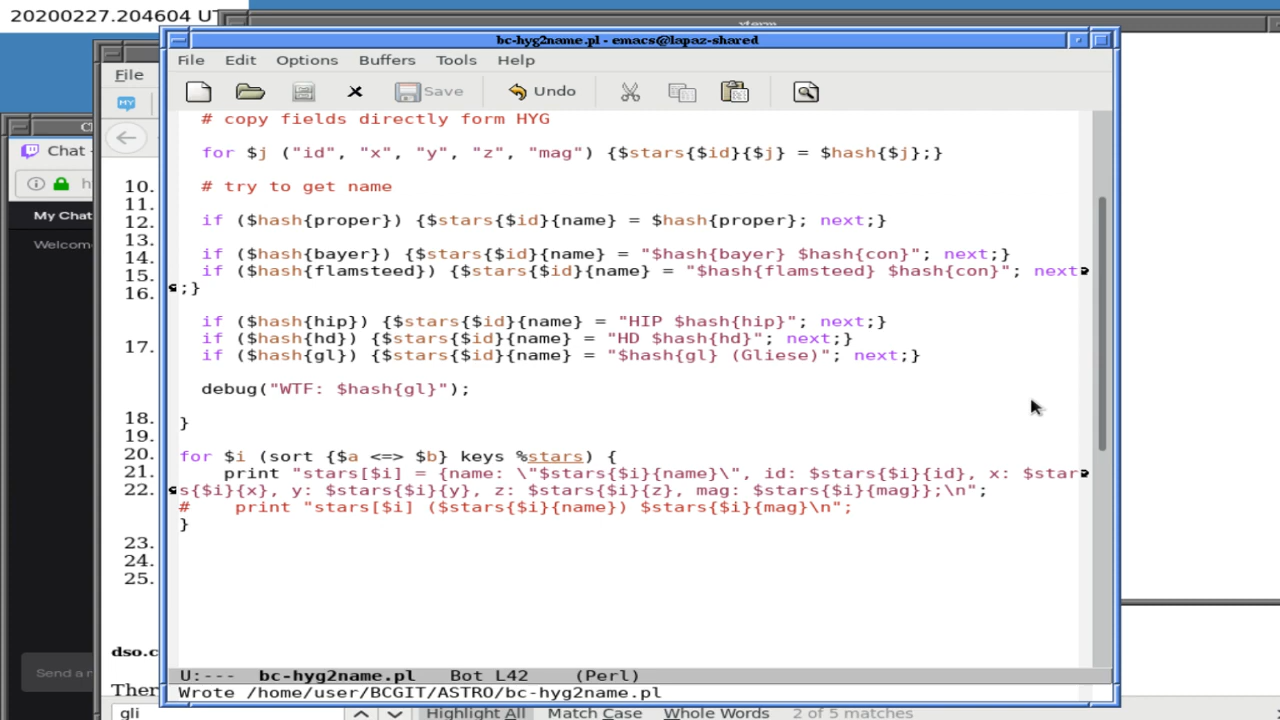 20200227.204604 UT
xterm
bc-hyg2name.pl - emacs@lapaz-shared
File Edit Options Buffers Tools Help
Save Undo
# copy fields directly form HYG
for $j ("id", "x", "y", "z", "mag") {$stars{$id}{$j} = $hash{$j};}
# try to get name
if ($hash{proper}) {$stars{$id}{name} = $hash{proper}; next;}
if ($hash{bayer}) {$stars{$id}{name} = "$hash{bayer} $hash{con}"; next;}
if ($hash{flamsteed}) {$stars{$id}{name} = "$hash{flamsteed} $hash{con}"; next
;}
if ($hash{hip}) {$stars{$id}{name} = "HIP $hash{hip}"; next;}
if ($hash{hd}) {$stars{$id}{name} = "HD $hash{hd}"; next;}
if ($hash{gl}) {$stars{$id}{name} = "$hash{gl} (Gliese)"; next;}
debug("WTF: $hash{gl}");
}
for $i (sort {$a <=> $b} keys %stars) {
print "stars[$i] = {name: \"$stars{$i}{name}\", id: $stars{$i}{id}, x: $star
s{$i}{x}, y: $stars{$i}{y}, z: $stars{$i}{z}, mag: $stars{$i}{mag}};\n";
# print "stars[$i] ($stars{$i}{name}) $stars{$i}{mag}\n";
}
U:--- bc-hyg2name.pl Bot L42 (Perl)
Wrote /home/user/BCGIT/ASTRO/bc-hyg2name.pl
File
MY
10.
11.
12.
13.
14.
15.
16.
17.
18.
19.
20.
21.
22.
23.
24.
25.
dso.c
Ther
gli Highlight All Match Case Whole Words 2 of 5 matches
Chat -
My Chat
Welcom
Send a